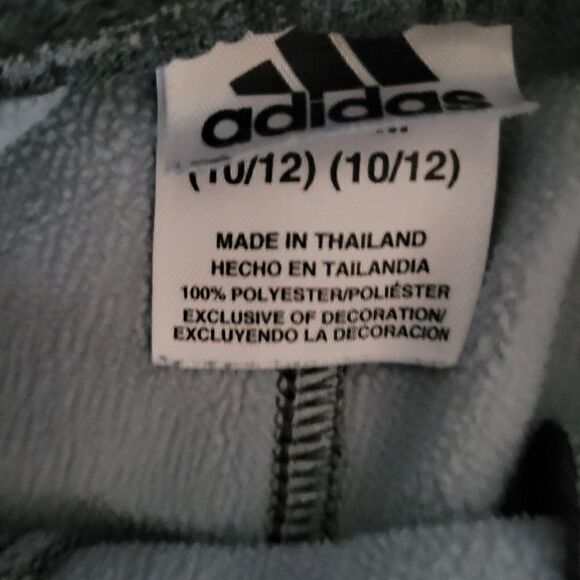 adidas
(10/12) (10/12)
MADE IN THAILAND
HECHO EN TAILANDIA
100% POLYESTER/POLIÉSTER
EXCLUSIVE OF DECORATION/
EXCLUYENDO LA DECORACION